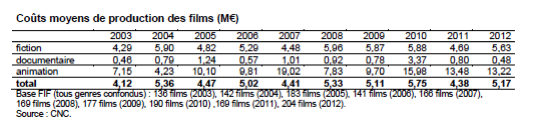 Coûts moyens de production des films (M€)
2003 2004 2005 2006 2007 2008 2009 2010 2011 2012
fiction 4,29 5,90 4,82 5,29 4,48 5,96 5,87 5,88 4,69 5,63
documentaire 0,46 0,79 1,24 0,57 1,01 0,92 0,78 3,37 0,80 0,48
animation 7,15 4,23 10,10 9,81 19,02 7,83 9,70 15,98 13,48 13,22
total 4,12 5,36 4,47 5,02 4,41 5,33 5,11 5,75 4,38 5,17
Base FIF (tous genres confondus) : 136 films (2003), 142 films (2004), 183 films (2005), 141 films (2006), 166 films (2007),
169 films (2008), 177 films (2009), 190 films (2010) ,169 films (2011), 204 films (2012).
Source : CNC.